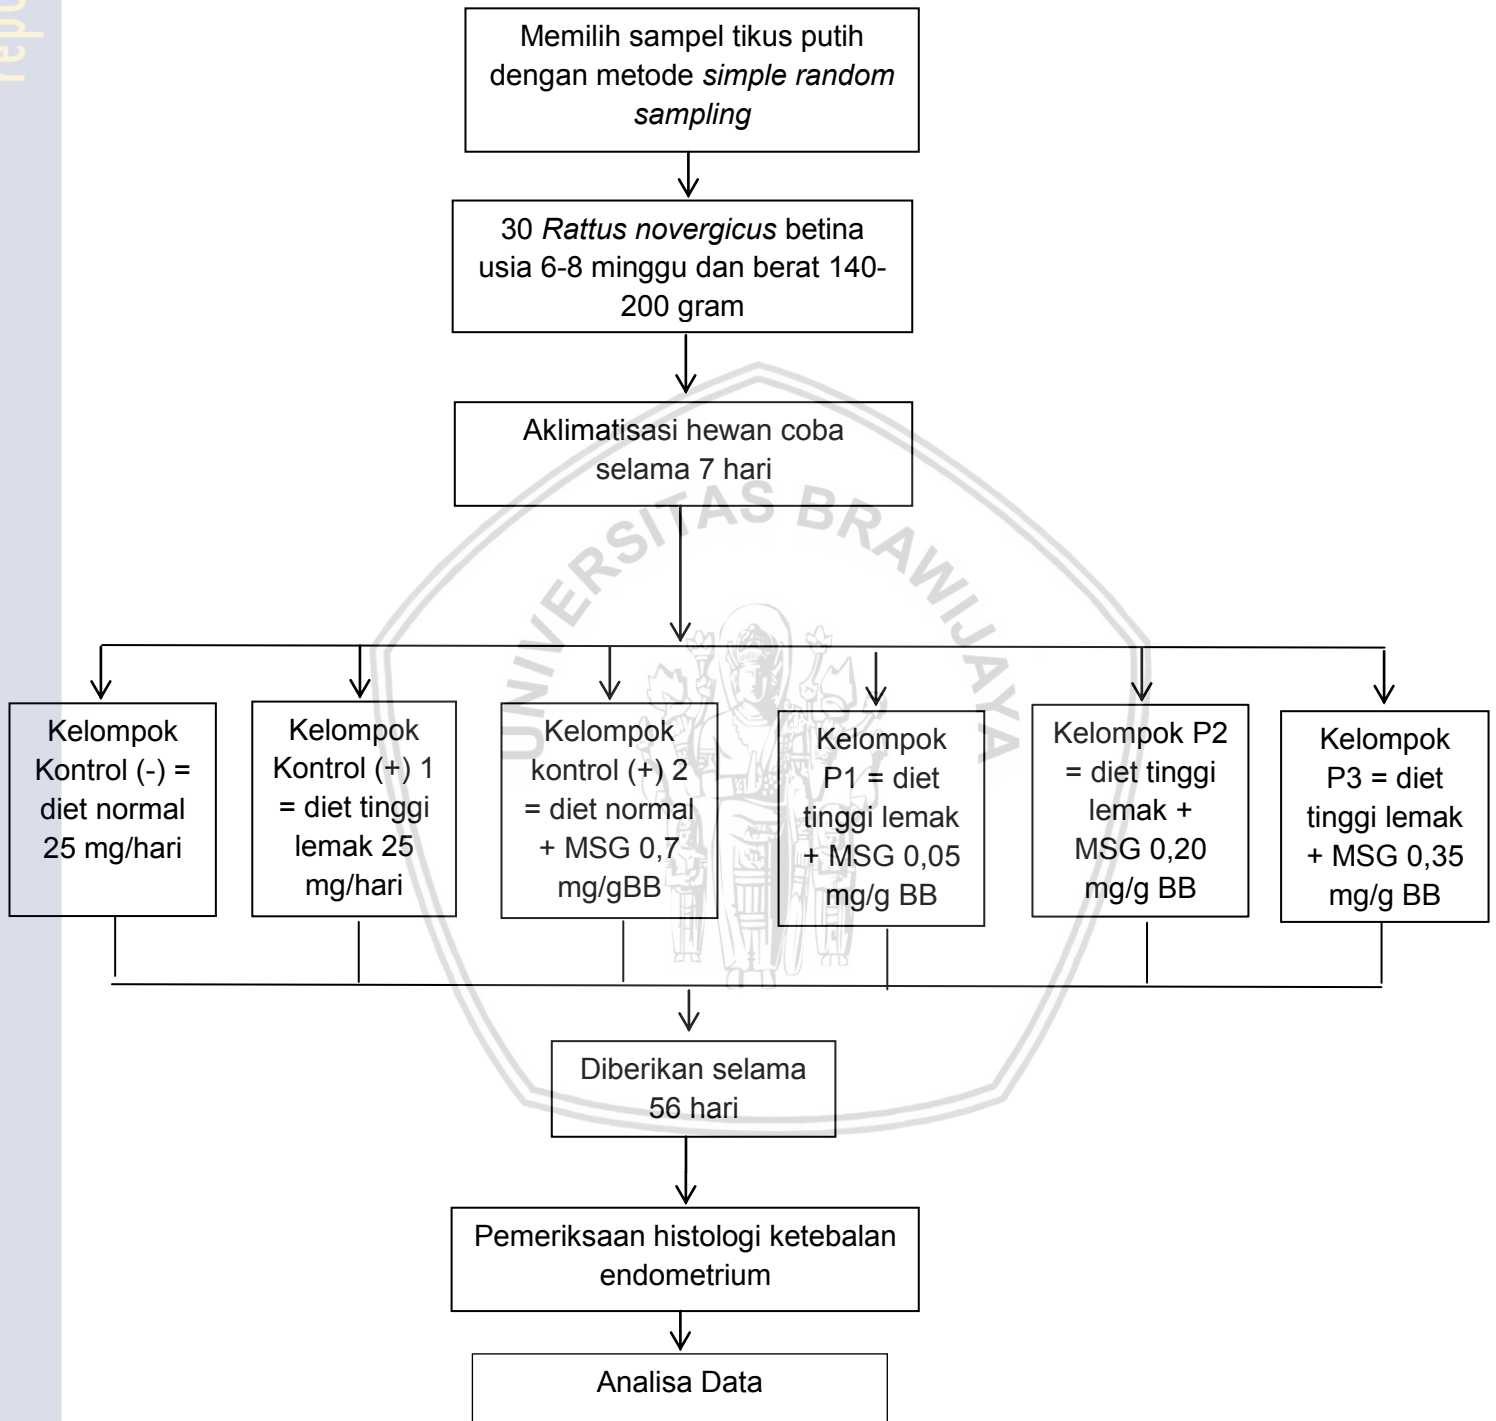 repo
Memilih sampel tikus putih
dengan metode simple random
sampling
30 Rattus novergicus betina
usia 6-8 minggu dan berat 140-
200 gram
Aklimatisasi hewan coba
selama 7 hari
UNIVERSITAS BRAWIJAYA
Kelompok
Kontrol (-) =
diet normal
25 mg/hari
Kelompok
Kontrol (+) 1
= diet tinggi
lemak 25
mg/hari
Kelompok
kontrol (+) 2
= diet normal
+ MSG 0,7
mg/gBB
Kelompok
P1 = diet
tinggi lemak
+ MSG 0,05
mg/g BB
Kelompok P2
= diet tinggi
lemak +
MSG 0,20
mg/g BB
Kelompok
P3 = diet
tinggi lemak
+ MSG 0,35
mg/g BB
Diberikan selama
56 hari
Pemeriksaan histologi ketebalan
endometrium
Analisa Data